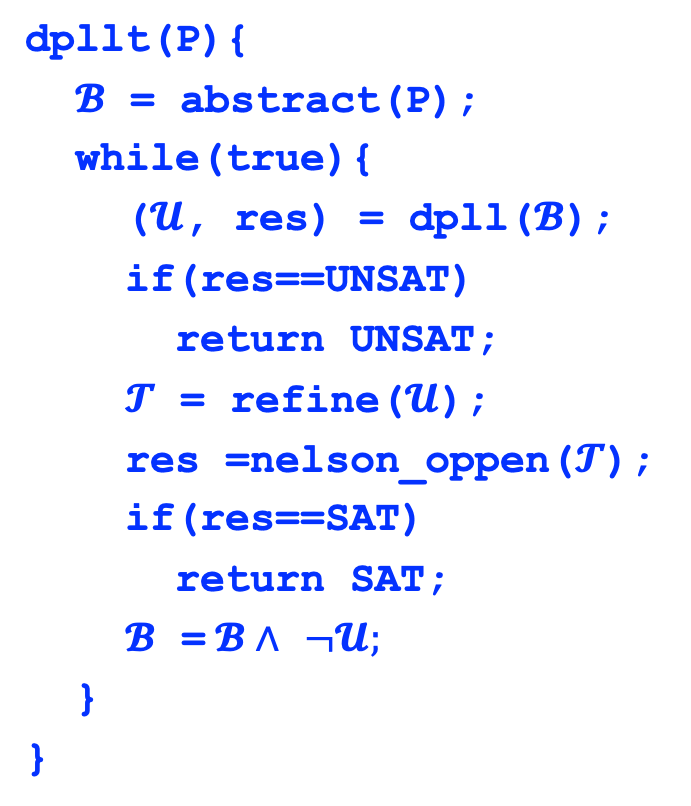 dpllt(P){
ℬ = abstract(P);
while(true){
(𝒰, res) = dpll(ℬ);
if(res==UNSAT)
return UNSAT;
𝒯 = refine(𝒰);
res =nelson_oppen(𝒯);
if(res==SAT)
return SAT;
ℬ =ℬ∧ ¬𝒰;
}
}